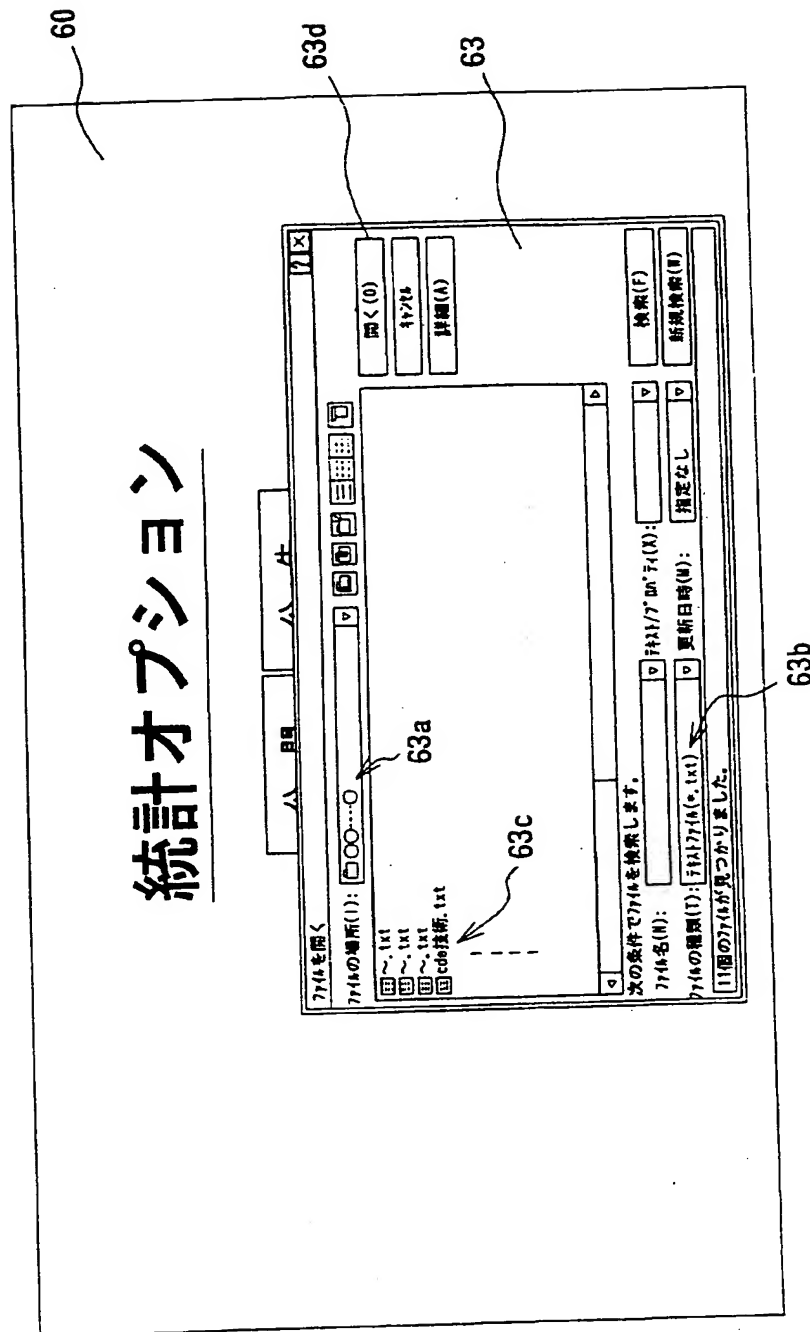 統計オプション
60
公 開
公 告
ファイルを開く
? ×
ファイルの場所(I): ○○----○
63a
開く(O)
63d
キャンセル
詳細(A)
63
~.txt
~.txt
~.txt
cde技術.txt
63c
次の条件でファイルを検索します。
ファイル名(N):
テキスト/プロパティ(X):
検索(F)
ファイルの種類(T): テキストファイル(*.txt)
更新日時(M): 指定なし
新規検索(W)
11個のファイルが見つかりました。
63b